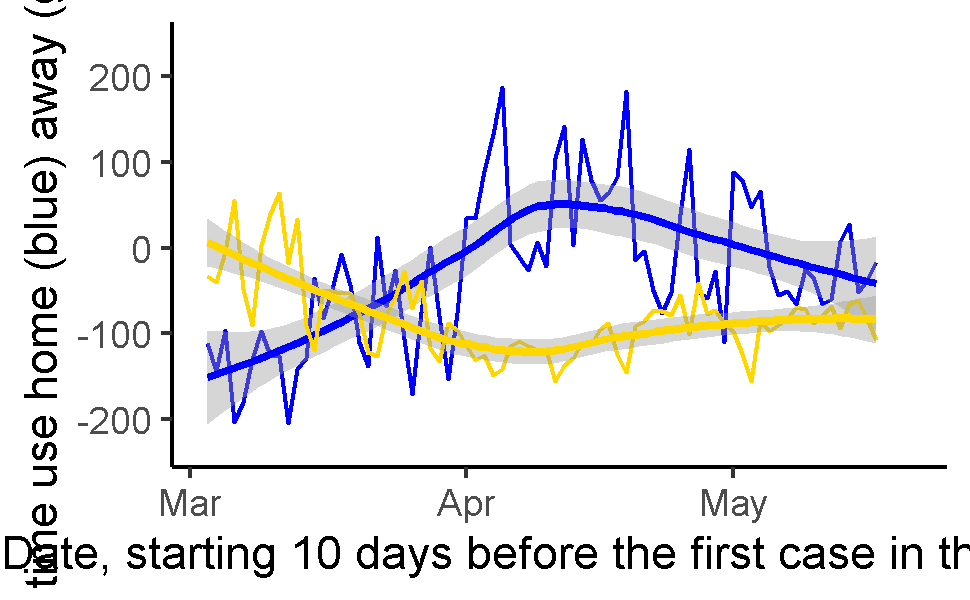 time use home (blue) away (
200
100
0
-100
-200
Mar Apr May
Date, starting 10 days before the first case in th